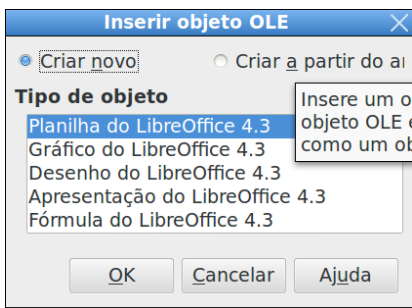 Inserir objeto OLE
Criar novo
Criar a partir do
Tipo de objeto
Insere um
Planilha do LibreOffice 4.3
objeto OLE
Gráfico do LibreOffice 4.3
como um
Desenho do LibreOffice 4.3
Apresentação do LibreOffice 4.3
Fórmula do LibreOffice 4.3
OK
Cancelar
Ajuda